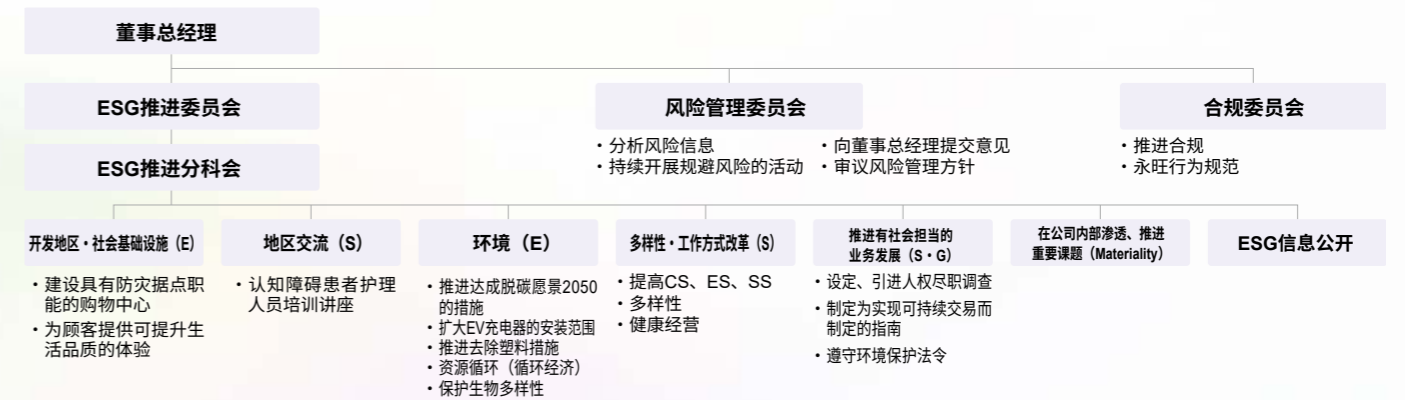 董事总经理
ESG推进委员会
风险管理委员会
合规委员会
・分析风险信息
・持续开展规避风险的活动
・向董事总经理提交意见
・审议风险管理方针
・推进合规
・永旺行为规范
ESG推进分科会
开发地区・社会基础设施（E）
・建设具有防灾据点职
能的购物中心
・为顾客提供可提升生
活品质的体验
地区交流（S）
・认知障碍患者护理
人员培训讲座
环境（E）
・推进达成脱碳愿景2050
的措施
・扩大EV充电器的安装范围
・推进去除塑料措施
・资源循环（循环经济）
・保护生物多样性
多样性・工作方式改革（S）
・提高CS、ES、SS
・多样性
・健康经营
推进有社会担当的
业务发展（S・G）
・设定、引进人权尽职调查
・制定为实现可持续交易而
制定的指南
・遵守环境保护法令
在公司内部渗透、推进
重要课题（Materiality）
ESG信息公开